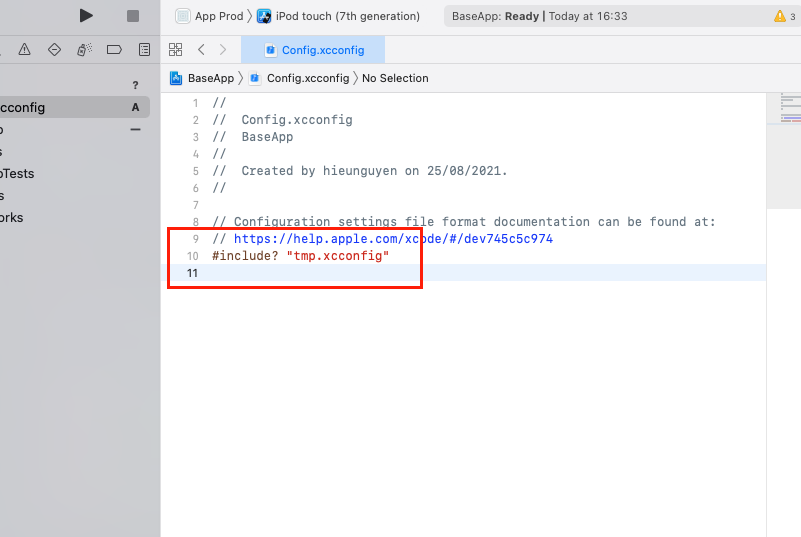 App Prod
iPod touch (7th generation)
BaseApp: Ready | Today at 16:33
3
Config.xcconfig
BaseApp
Config.xcconfig
No Selection
?
cconfig
A
pTests
s
orks
1 //
2 //  Config.xcconfig
3 //  BaseApp
4 //
5 //  Created by hieunguyen on 25/08/2021.
6 //
7
8 // Configuration settings file format documentation can be found at:
9 // https://help.apple.com/xcode/#/dev745c5c974
10 #include? "tmp.xcconfig"
11